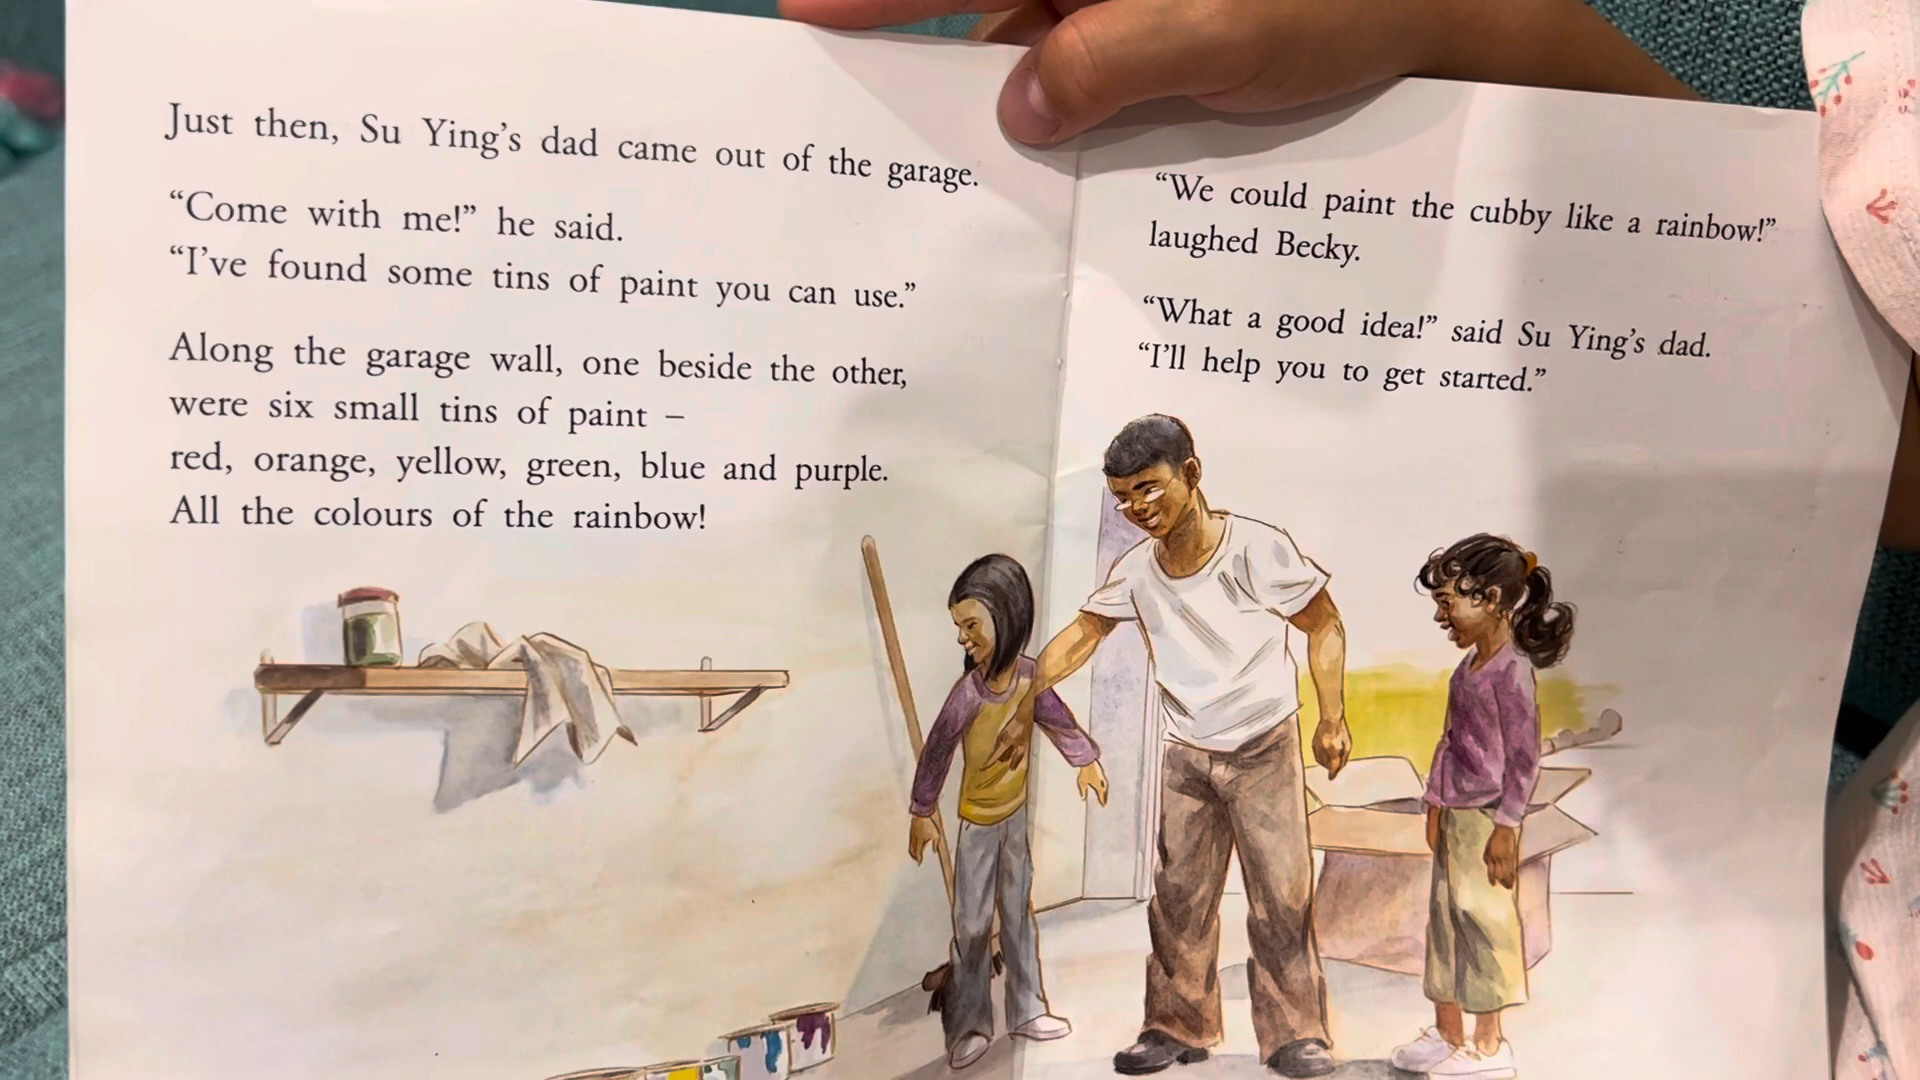 Just then, Su Ying's dad came out of the garage.
“Come with me!” he said.
“I've found some tins of paint you can use.”
Along the garage wall, one beside the other,
were six small tins of paint –
red, orange, yellow, green, blue and purple.
All the colours of the rainbow!
“We could paint the cubby like a rainbow!”
laughed Becky.
“What a good idea!” said Su Ying's dad.
“I'll help you to get started.”